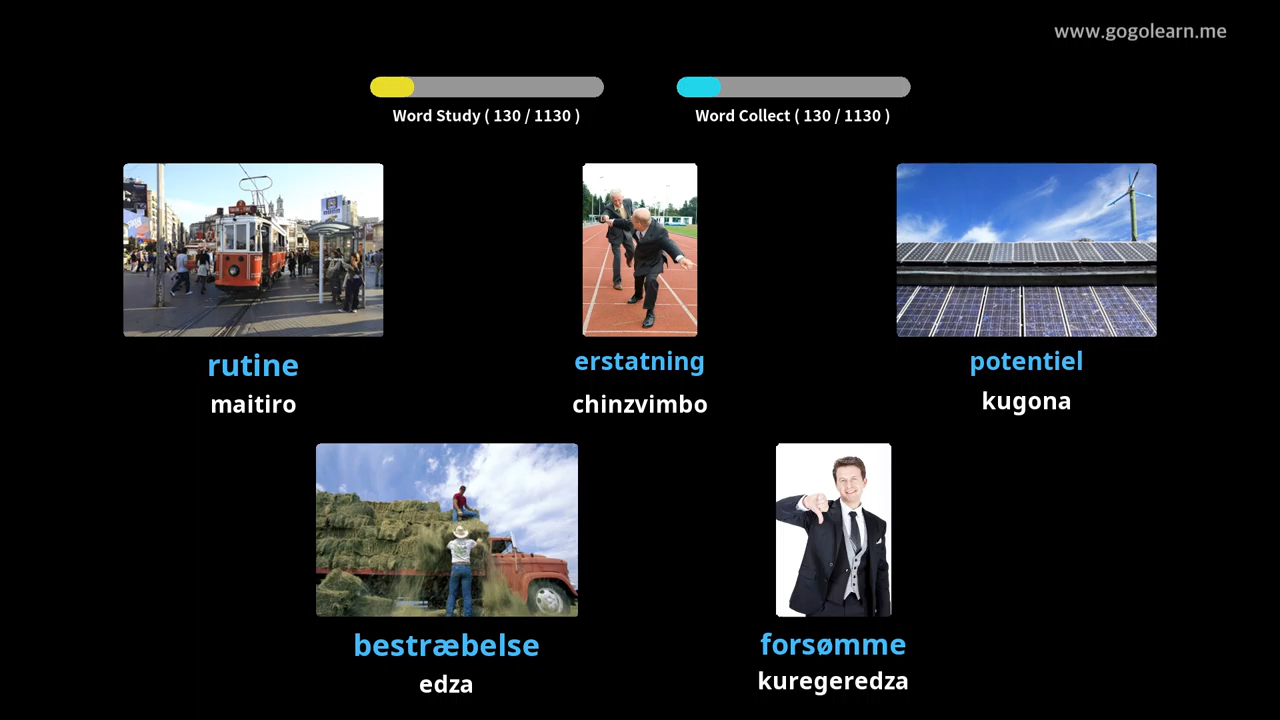 www.gogolearn.me
Word Study ( 130 / 1130 )
Word Collect ( 130 / 1130 )
rutine
maitiro
erstatning
chinzvimbo
potentiel
kugona
bestræbelse
edza
forsømme
kuregeredza